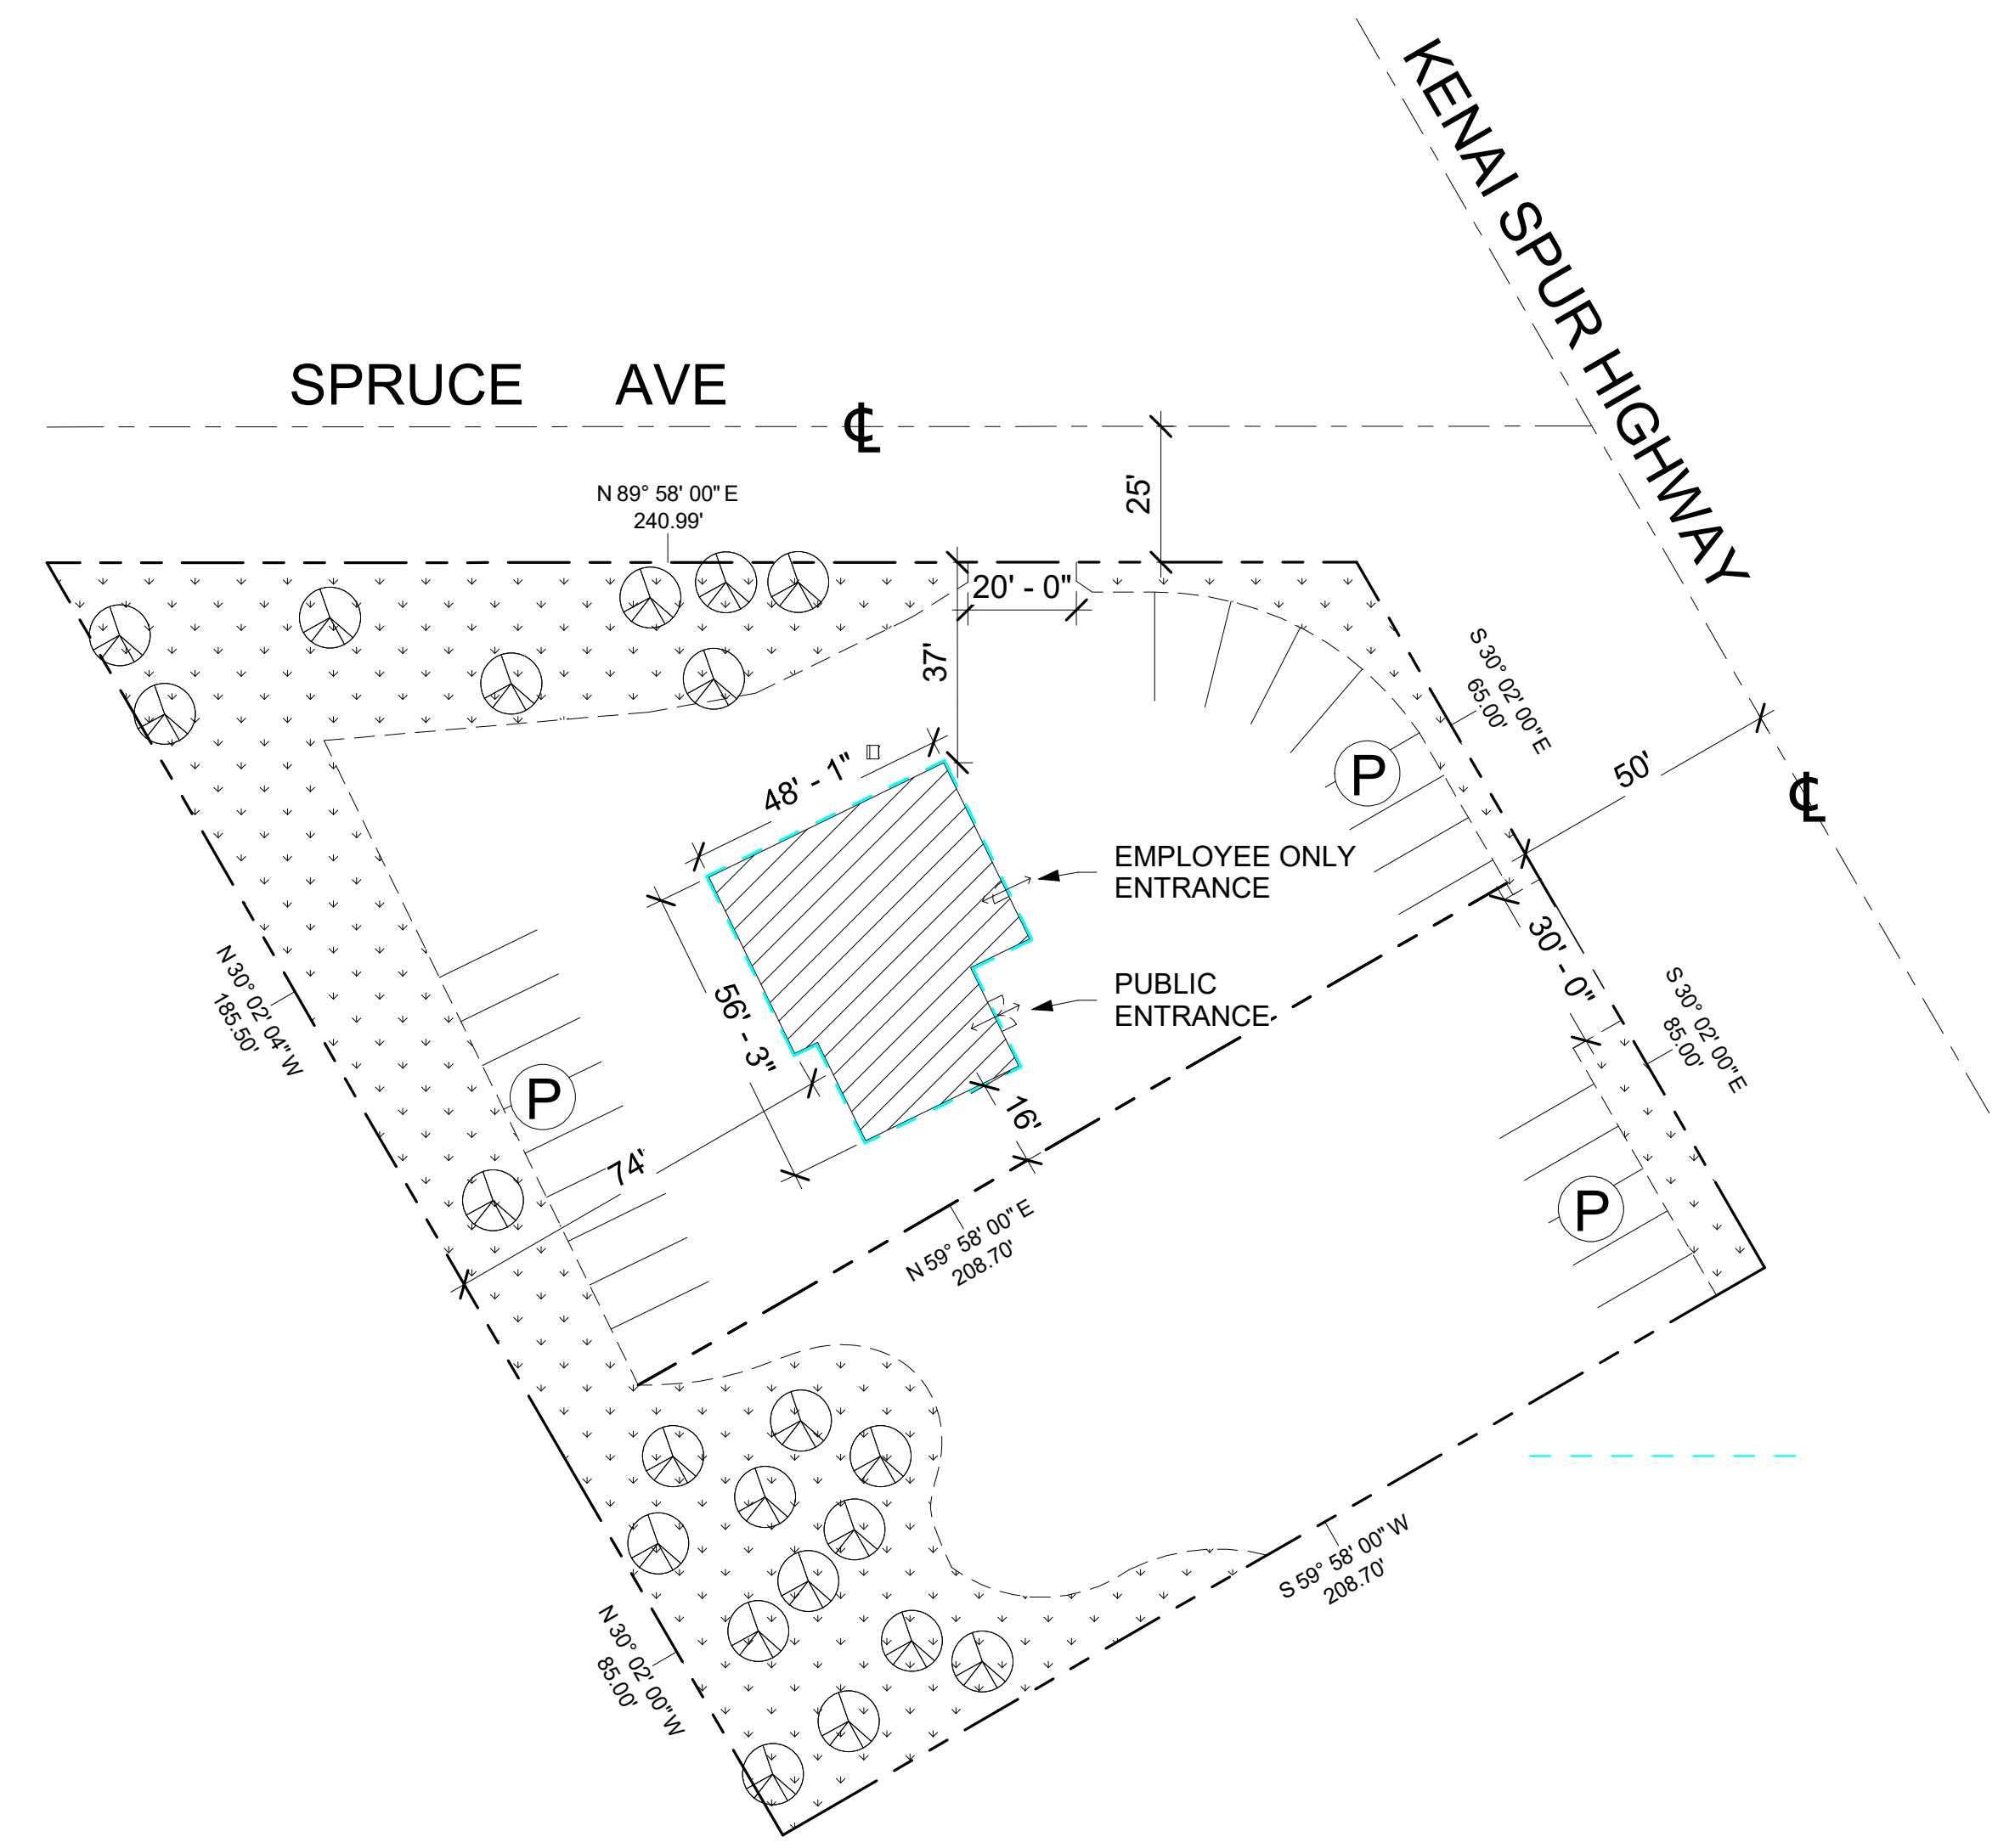 KENAI SPUR HIGHWAY
SPRUCE AVE
℄
N 89° 58' 00" E
240.99'
25'
20' - 0"
37'
S 30° 02' 00" E
65.00'
50'
℄
P
48' - 1"
EMPLOYEE ONLY
ENTRANCE
30' - 0"
N 30° 02' 04" W
185.50'
56' - 3"
PUBLIC
ENTRANCE
S 30° 02' 00" E
85.00'
P
16'
74'
P
N 59° 58' 00" E
208.70'
S 59° 58' 00" W
208.70'
N 30° 02' 00" W
85.00'